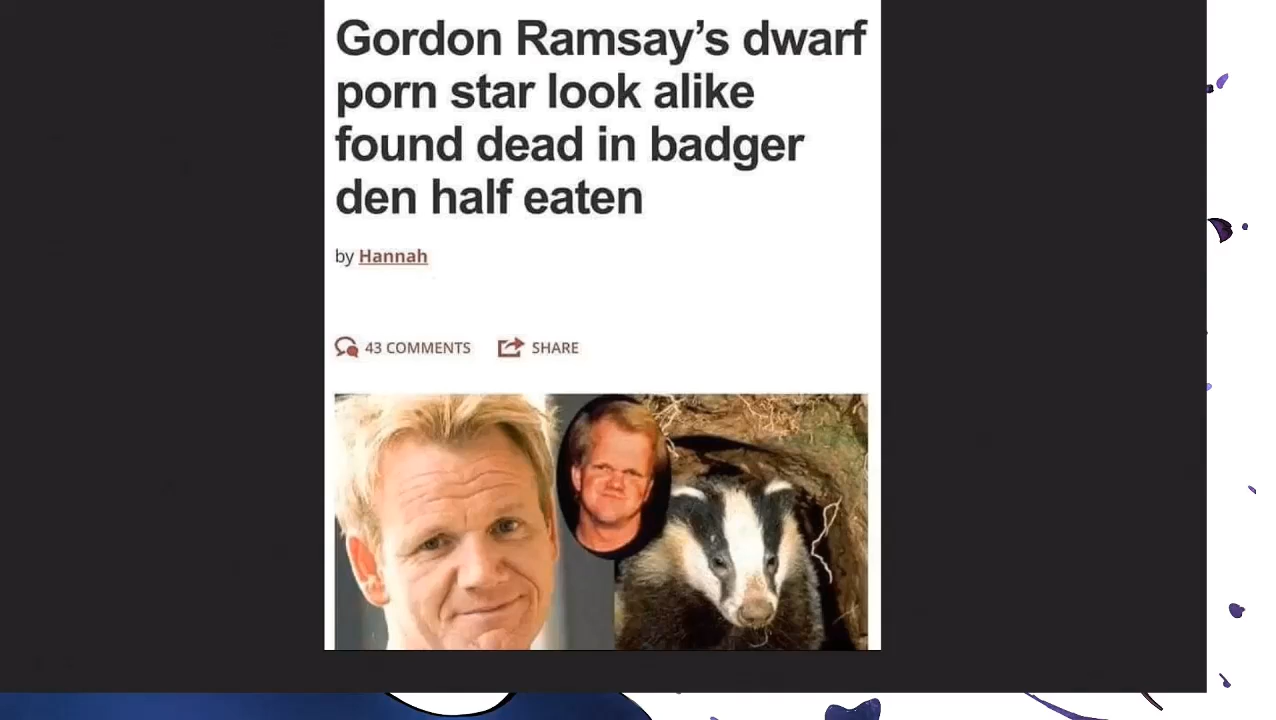 Gordon Ramsay’s dwarf
porn star look alike
found dead in badger
den half eaten
by Hannah
43 COMMENTS SHARE